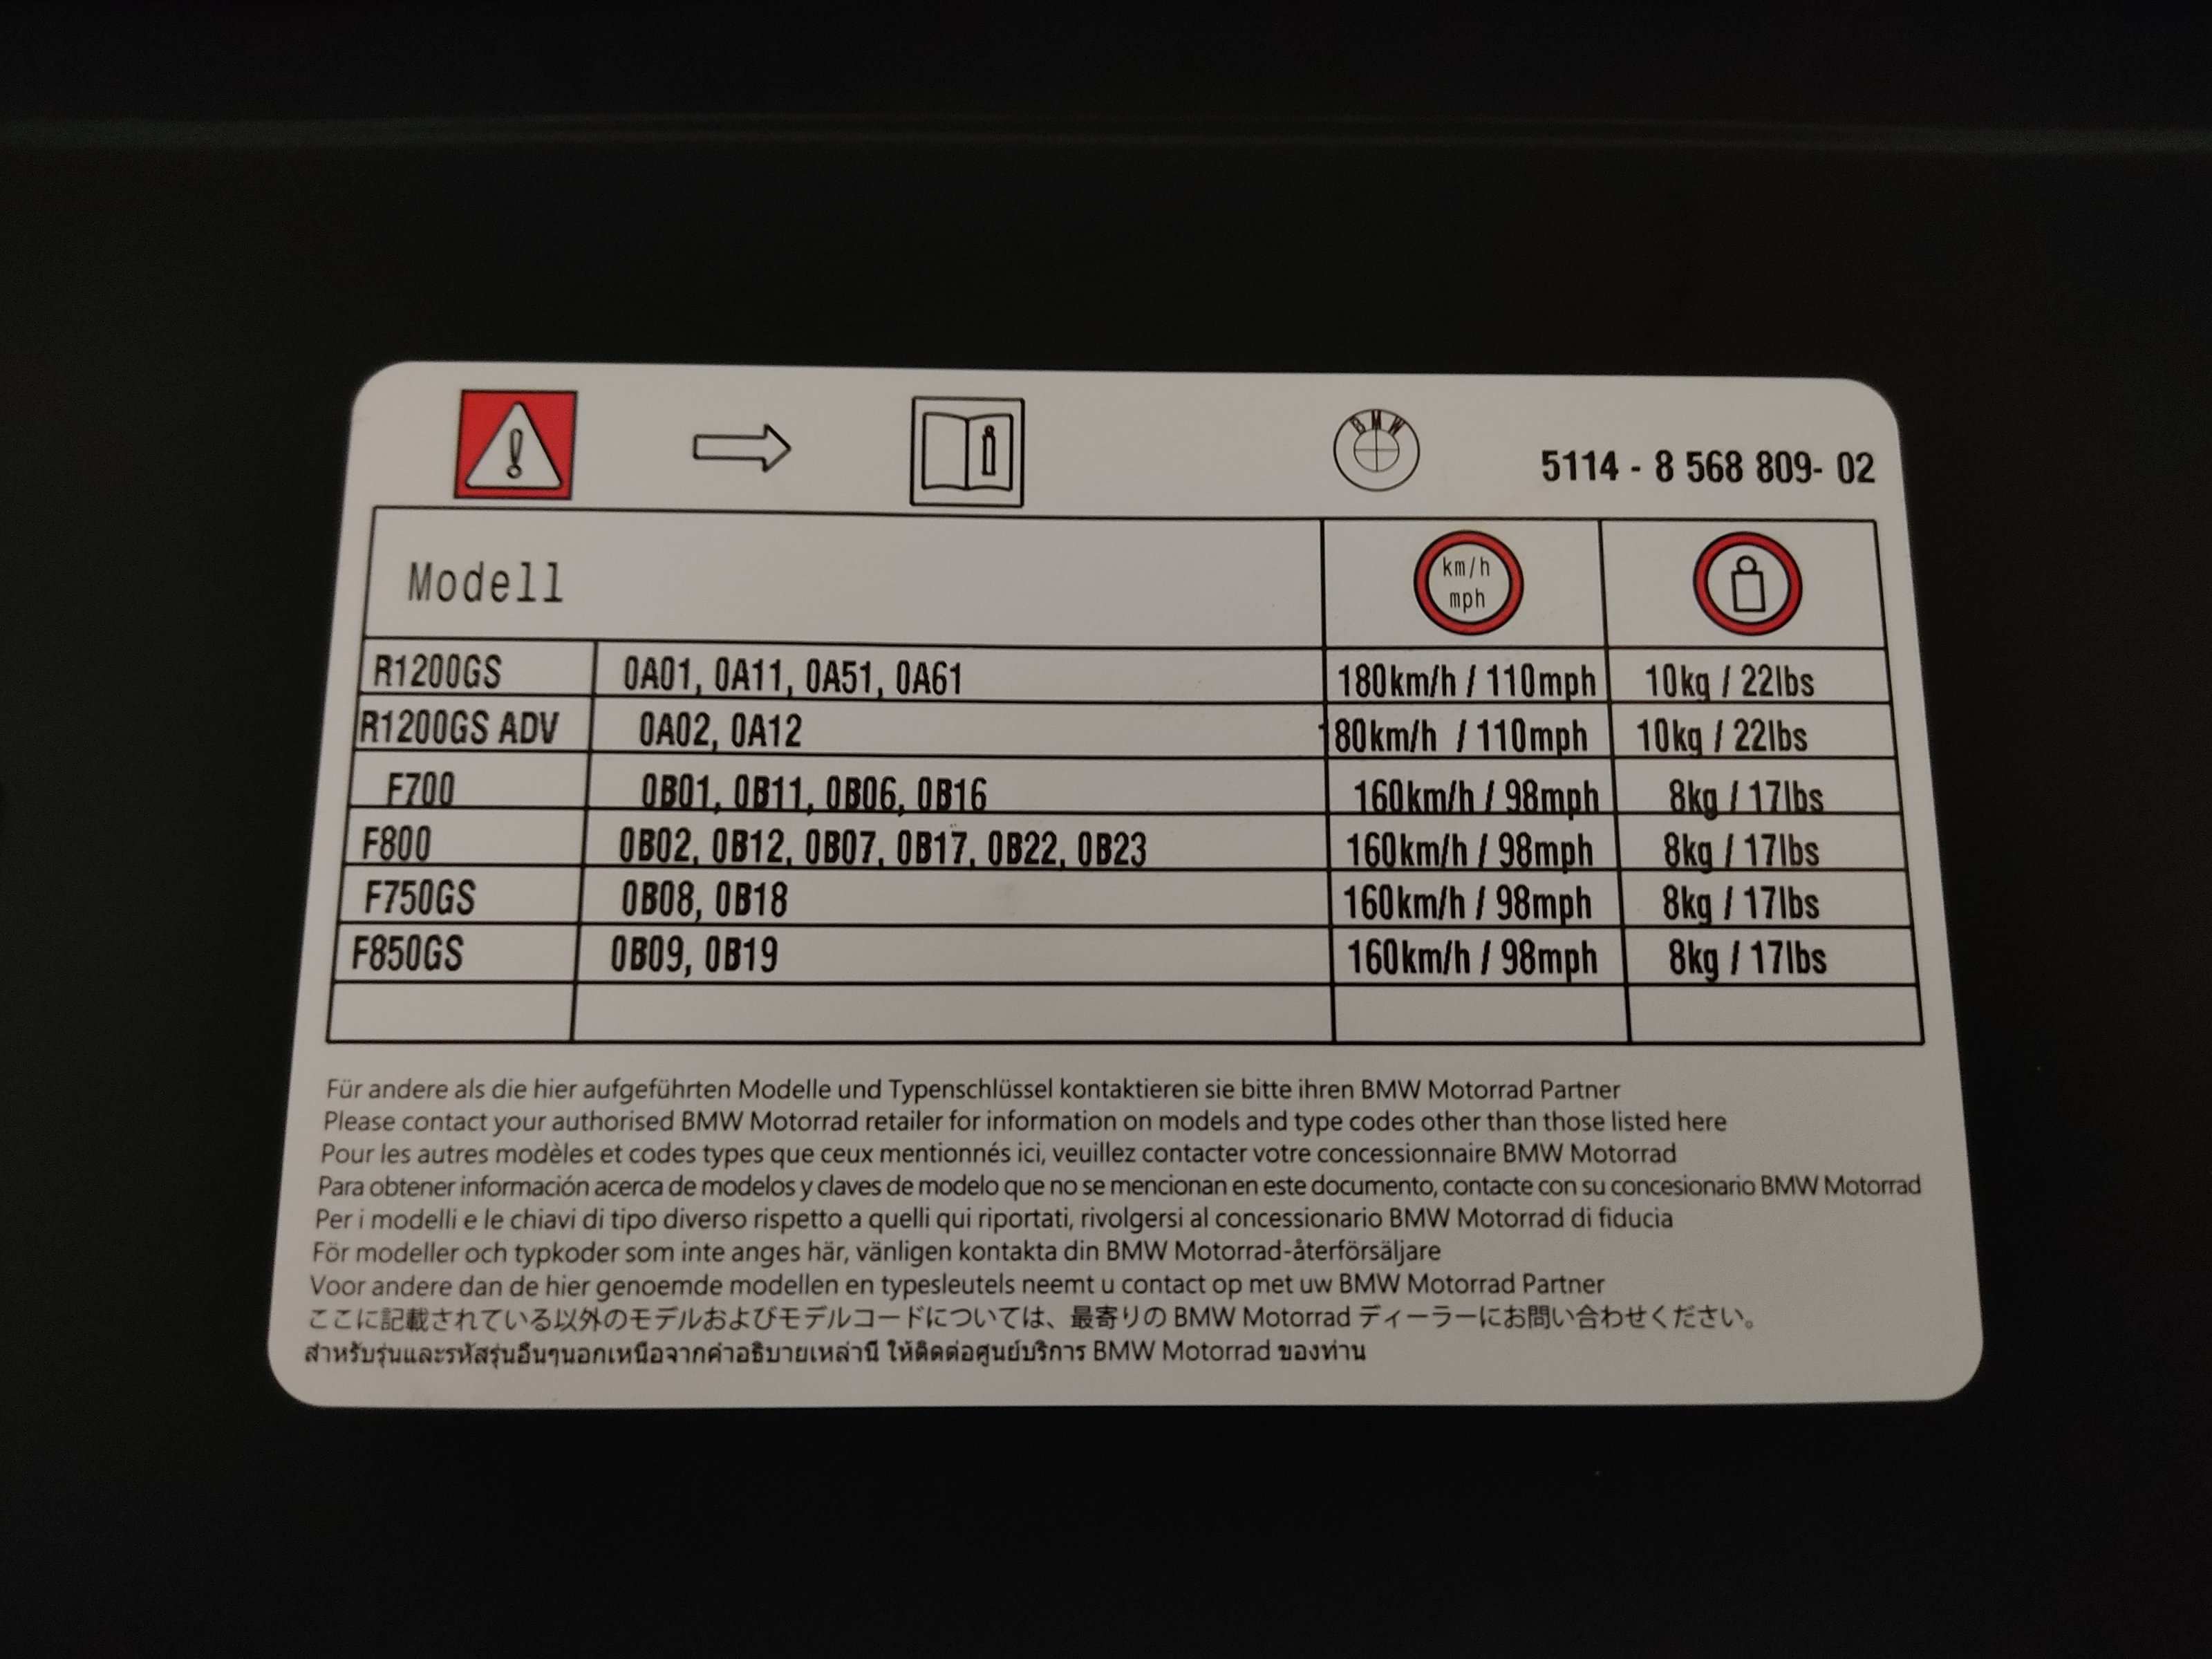 BMW 5114 - 8 568 809- 02
Modell km/h mph
R1200GS 0A01, 0A11, 0A51, 0A61 180km/h / 110mph 10kg / 22lbs
R1200GS ADV 0A02, 0A12 180km/h / 110mph 10kg / 22lbs
F700 0B01, 0B11, 0B06, 0B16 160km/h / 98mph 8kg / 17lbs
F800 0B02, 0B12, 0B07, 0B17, 0B22, 0B23 160km/h / 98mph 8kg / 17lbs
F750GS 0B08, 0B18 160km/h / 98mph 8kg / 17lbs
F850GS 0B09, 0B19 160km/h / 98mph 8kg / 17lbs
Für andere als die hier aufgeführten Modelle und Typenschlüssel kontaktieren sie bitte ihren BMW Motorrad Partner
Please contact your authorised BMW Motorrad retailer for information on models and type codes other than those listed here
Pour les autres modèles et codes types que ceux mentionnés ici, veuillez contacter votre concessionnaire BMW Motorrad
Para obtener información acerca de modelos y claves de modelo que no se mencionan en este documento, contacte con su concesionario BMW Motorrad
Per i modelli e le chiavi di tipo diverso rispetto a quelli qui riportati, rivolgersi al concessionario BMW Motorrad di fiducia
För modeller och typkoder som inte anges här, vänligen kontakta din BMW Motorrad-återförsäljare
Voor andere dan de hier genoemde modellen en typesleutels neemt u contact op met uw BMW Motorrad Partner
ここに記載されている以外のモデルおよびモデルコードについては、最寄りの BMW Motorrad ディーラーにお問い合わせください。
สำหรับรุ่นและรหัสรุ่นอื่นๆนอกเหนือจากคำอธิบายเหล่านี้ ให้ติดต่อศูนย์บริการ BMW Motorrad ของท่าน